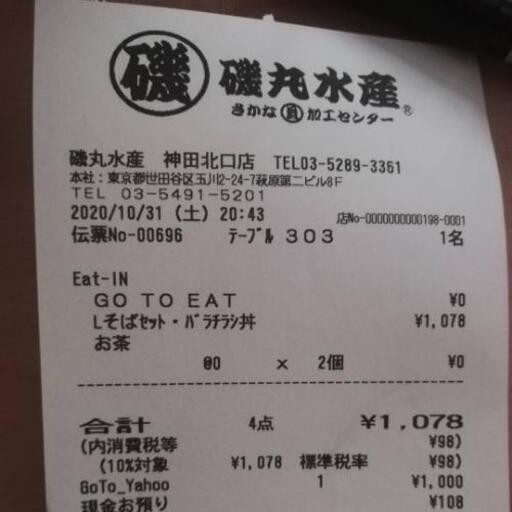 磯 磯丸水産®
さかな 貝 加工センター
磯丸水産 神田北口店 TEL03-5289-3361
本社:東京都世田谷区玉川2-24-7萩原第二ビル8F
TEL 03-5491-5201
2020/10/31 (土) 20:43 店No-0000000000198-0001
伝票No-00696 ﾃｰﾌﾞﾙ 303 1名
Eat-IN
GO TO EAT ¥0
Lそばｾｯﾄ・ﾊﾞﾗﾁﾗｼ丼 ¥1,078
お茶
@0 × 2個 ¥0
合計 4点 ¥1,078
(内消費税等 ¥98)
(10%対象 ¥1,078 標準税率 ¥98)
GoTo_Yahoo 1 ¥1,000
現金お預り ¥108